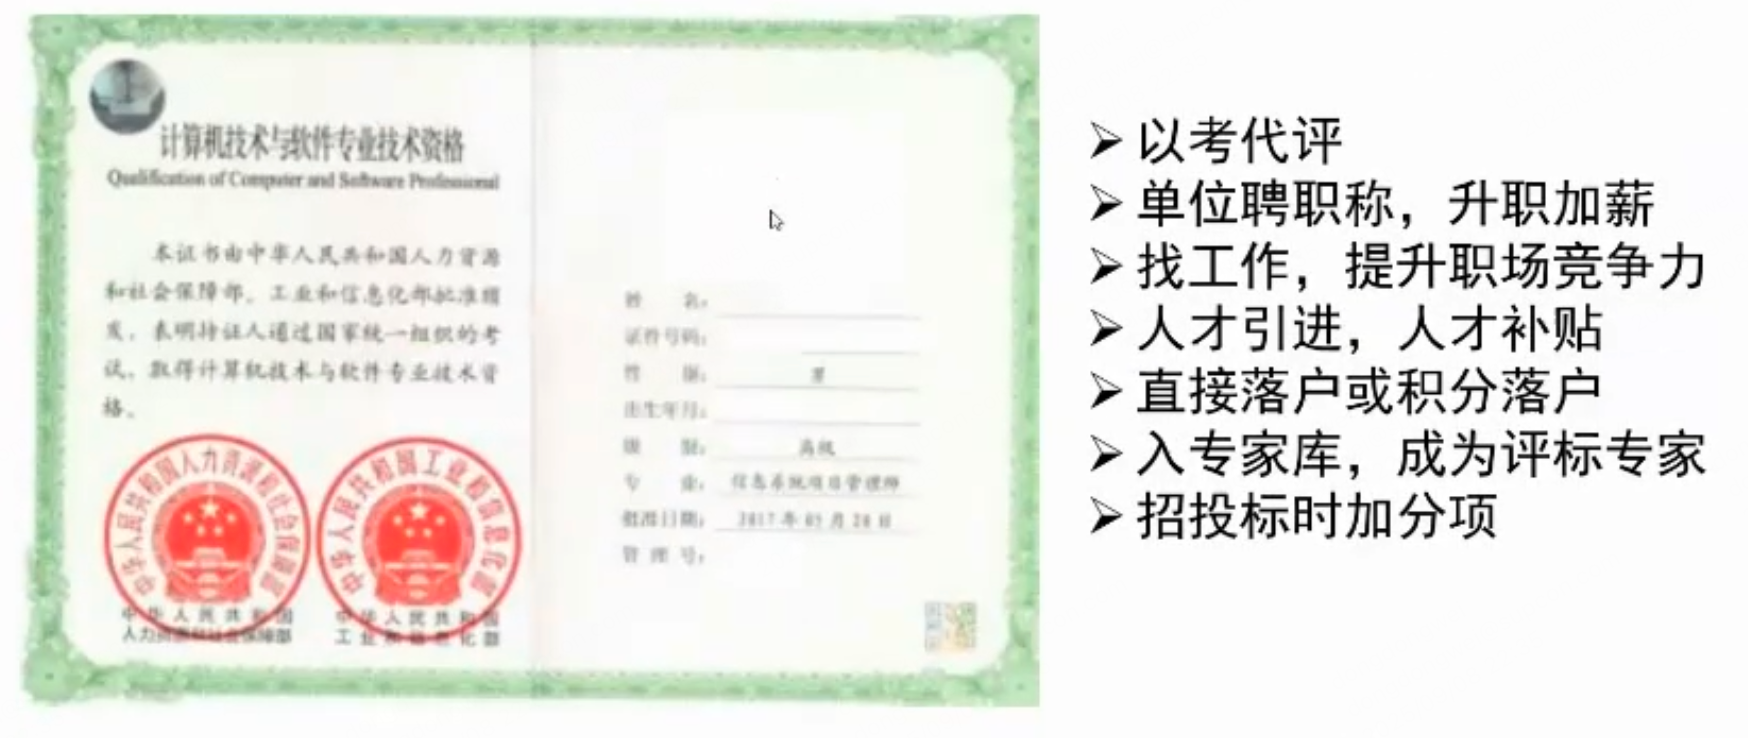 计算机技术与软件专业技术资格
Qualification of Computer and Software Professional
本证书由中华人民共和国人力资源
和社会保障部、工业和信息化部批准颁
发，表明持证人通过国家统一组织的考
试，取得计算机技术与软件专业技术资
格。
中华人民共和国人力资源和社会保障部
中华人民共和国工业和信息化部
中华人民共和国
人力资源和社会保障部
中华人民共和国
工业和信息化部
姓 名：
证件号码：
性 别： 男
出生年月：
级 别： 高级
专 业： 信息系统项目管理师
批准日期： 2017 年 05 月 20 日
管 理 号：
➢ 以考代评
➢ 单位聘职称，升职加薪
➢ 找工作，提升职场竞争力
➢ 人才引进，人才补贴
➢ 直接落户或积分落户
➢ 入专家库，成为评标专家
➢ 招投标时加分项